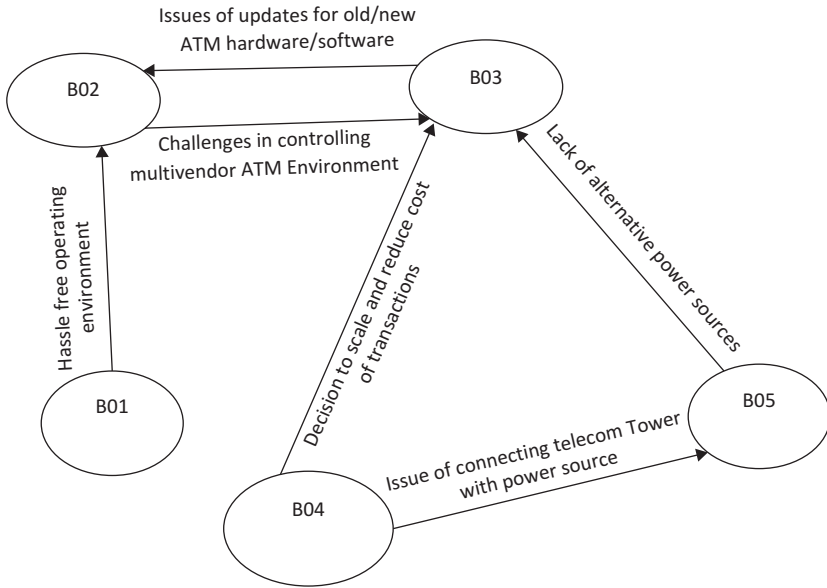 Issues of updates for old/new
ATM hardware/software
B02
B03
Challenges in controlling
multivendor ATM Environment
Hassle free operating
environment
Decision to scale and reduce cost
of transactions
Lack of alternative power sources
B01
B05
Issue of connecting telecom Tower
with power source
B04